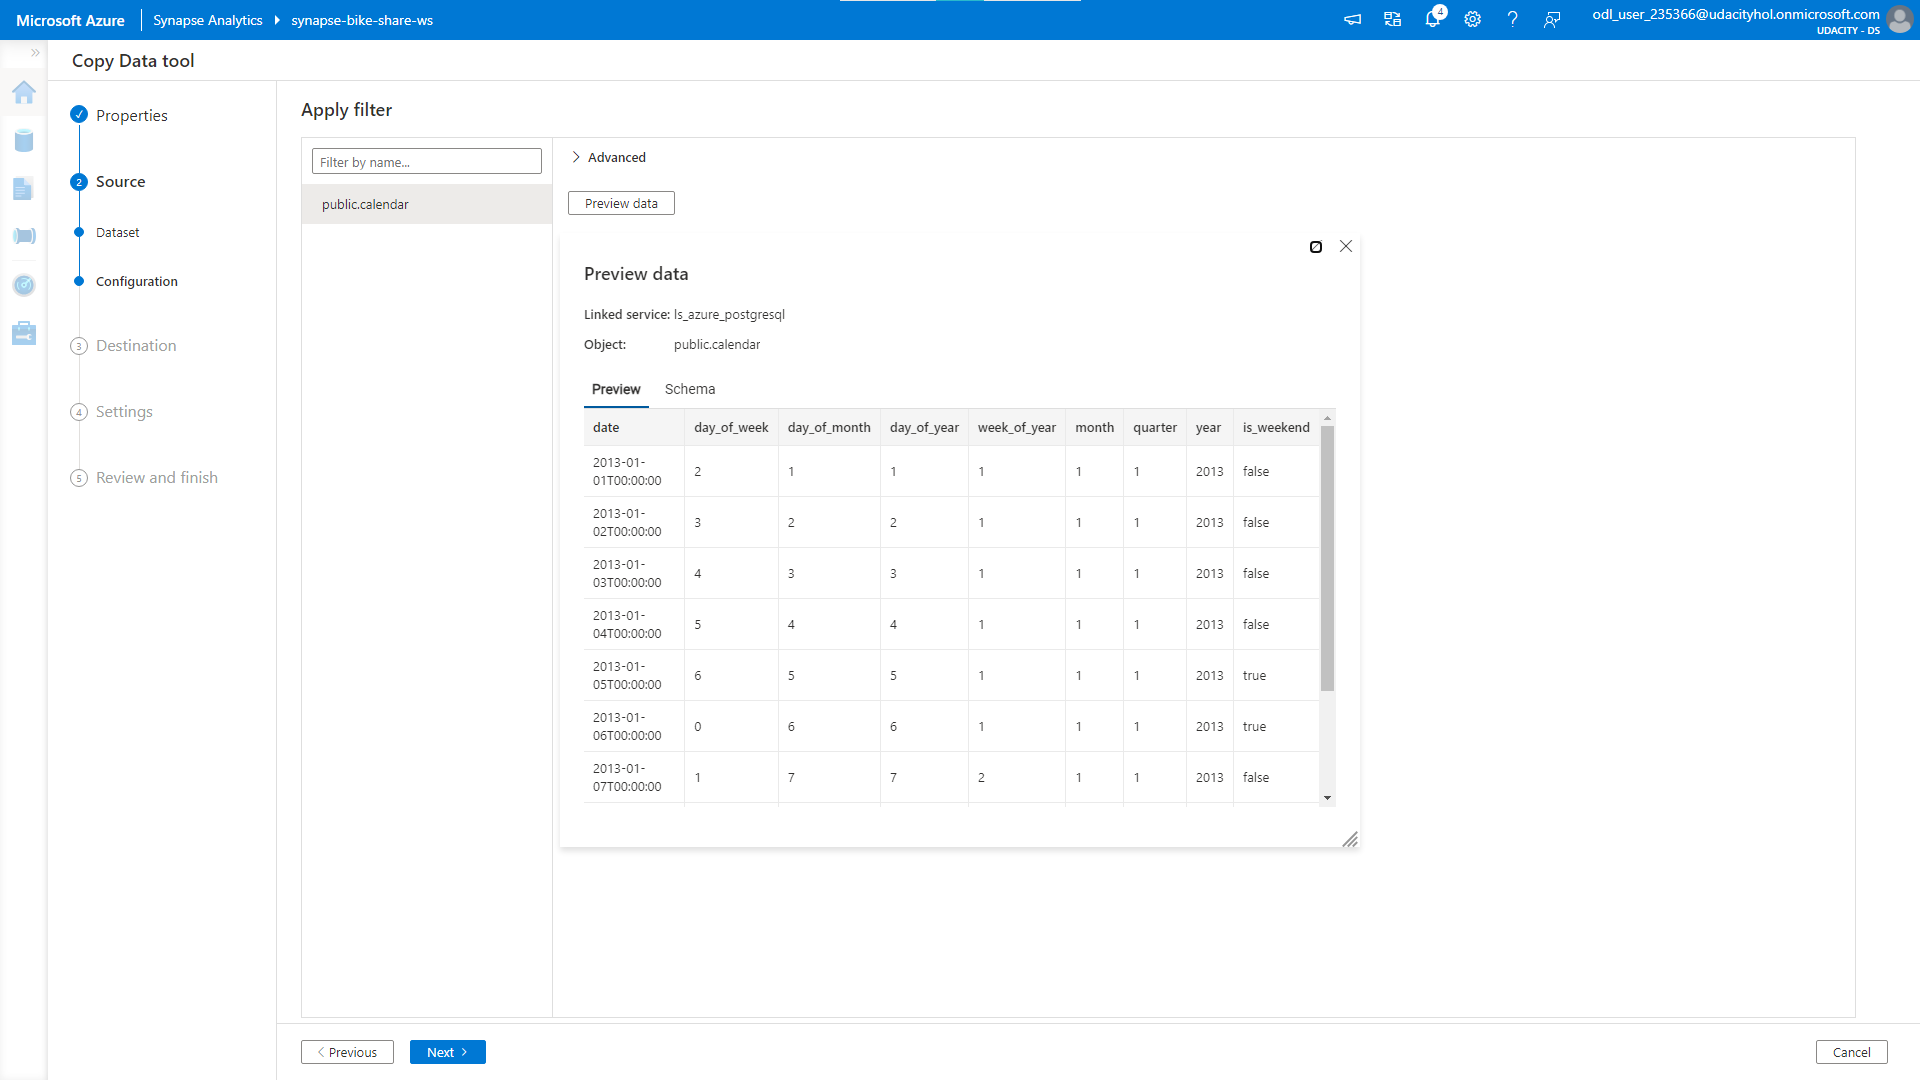 Microsoft Azure
Synapse Analytics
synapse-bike-share-ws
4
odl_user_235366@udacityhol.onmicrosoft.com
UDACITY - DS
Copy Data tool
Properties
2 Source
Dataset
Configuration
3 Destination
4 Settings
5 Review and finish
Apply filter
Filter by name...
public.calendar
Advanced
Preview data
Preview data
Linked service: ls_azure_postgresql
Object: public.calendar
Preview Schema
date day_of_week day_of_month day_of_year week_of_year month quarter year is_weekend
2013-01-
01T00:00:00 2 1 1 1 1 1 2013 false
2013-01-
02T00:00:00 3 2 2 1 1 1 2013 false
2013-01-
03T00:00:00 4 3 3 1 1 1 2013 false
2013-01-
04T00:00:00 5 4 4 1 1 1 2013 false
2013-01-
05T00:00:00 6 5 5 1 1 1 2013 true
2013-01-
06T00:00:00 0 6 6 1 1 1 2013 true
2013-01-
07T00:00:00 1 7 7 2 1 1 2013 false
Previous
Next
Cancel